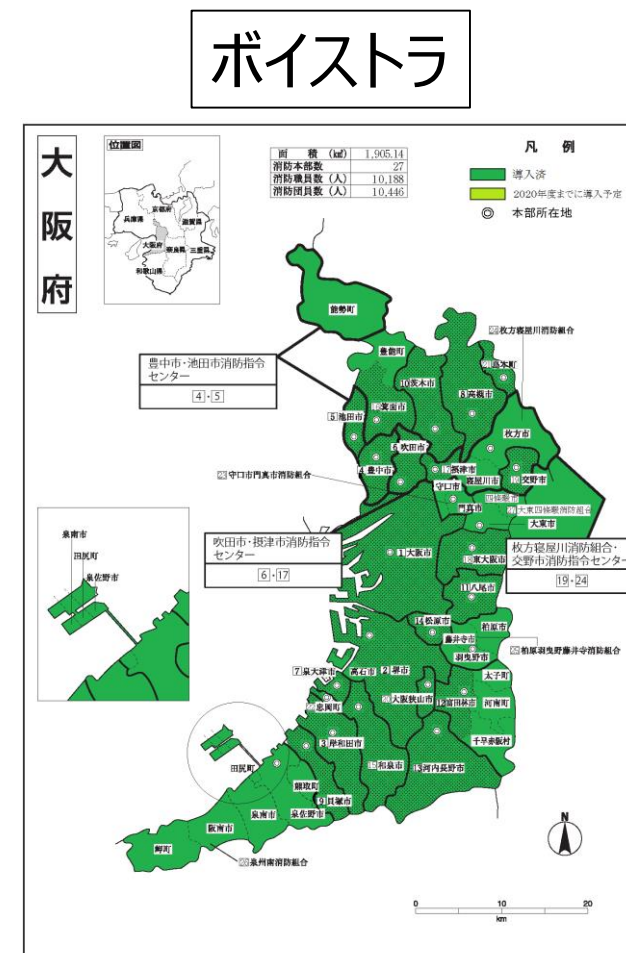 ボイストラ
大阪府
位置図
京都府
兵庫県
滋賀県
大阪府
奈良県
三重県
和歌山県
面 積 (㎢) 1,905.14
消防本部数 27
消防職員数 (人) 10,188
消防団員数 (人) 10,446
凡 例
導入済
2020年度までに導入予定
◎ 本部所在地
能勢町
豊能町
枚方寝屋川消防組合
島本町
豊中市・池田市消防指令
センター
4・5
10 茨木市
8 高槻市
箕面市
5 池田市
枚方市
6 吹田市
4 豊中市
摂津市
寝屋川市
交野市
守口市
守口市門真市消防組合
門真市
四條畷市
大東四條畷消防組合
大東市
吹田市・摂津市消防指令
センター
6・17
枚方寝屋川消防組合・
交野市消防指令センター
19・24
1 大阪市
東大阪市
11 八尾市
泉南市
田尻町
泉佐野市
14 松原市
柏原市
藤井寺市
柏原羽曳野藤井寺消防組合
羽曳野市
7 泉大津市
高石市
2 堺市
太子町
忠岡町
大阪狭山市
12 富田林市
河南町
3 岸和田市
千早赤阪村
和泉市
13 河内長野市
田尻町
熊取町
9 貝塚市
泉佐野市
泉南市
阪南市
岬町
泉州南消防組合
N
0 10 20
km